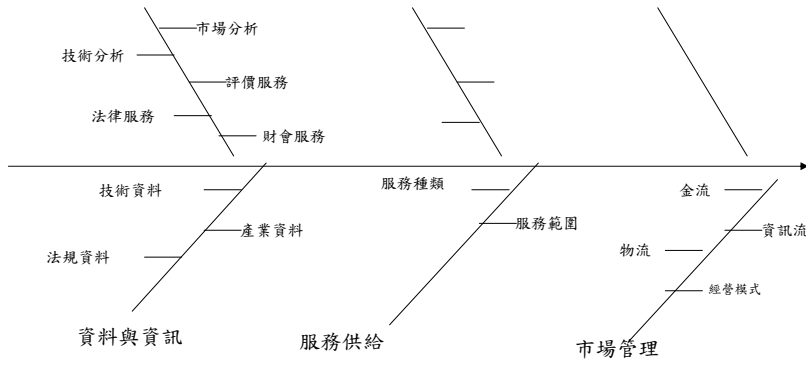 市場分析
技術分析
評價服務
法律服務
財會服務
技術資料
產業資料
法規資料
資料與資訊
服務種類
服務範圍
服務供給
金流
資訊流
物流
經營模式
市場管理